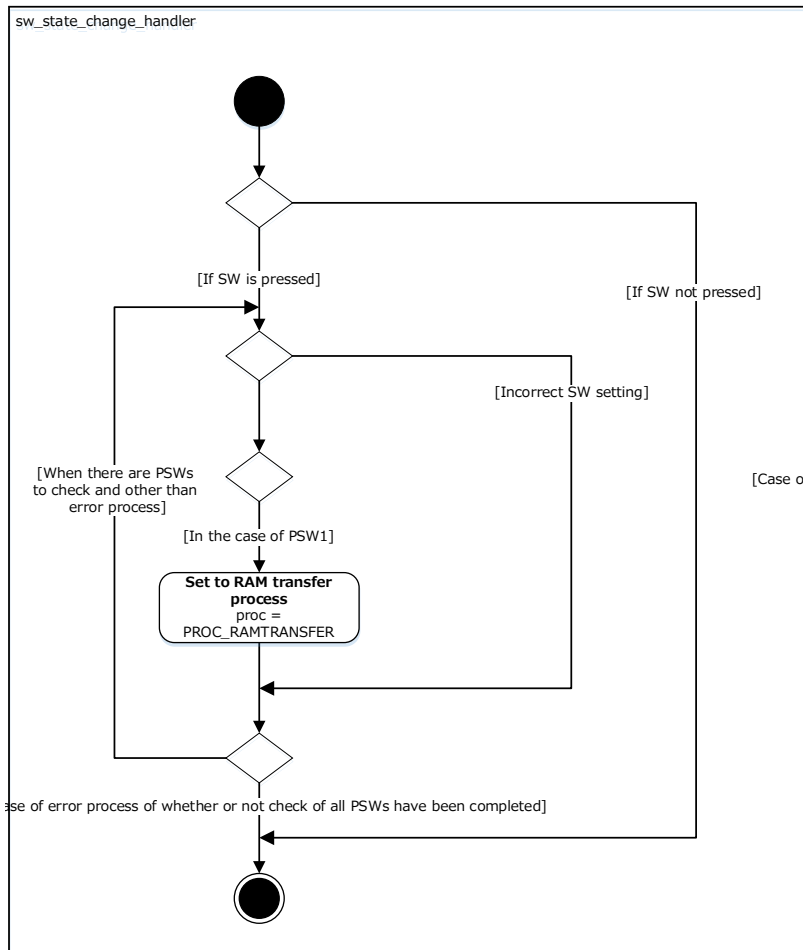 sw_state_change_handler
[If SW is pressed]
[If SW not pressed]
[Incorrect SW setting]
[When there are PSWs
to check and other than
error process]
[Case o
[In the case of PSW1]
Set to RAM transfer
process
proc =
PROC_RAMTRANSFER
ase of error process of whether or not check of all PSWs have been completed]